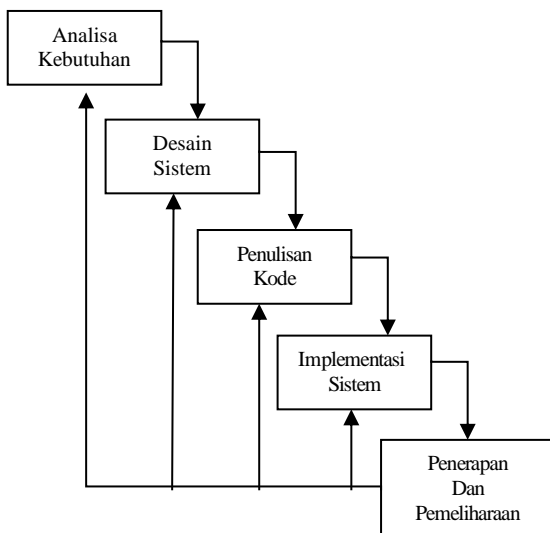 Analisa
Kebutuhan
Desain
Sistem
Penulisan
Kode
Implementasi
Sistem
Penerapan
Dan
Pemeliharaan